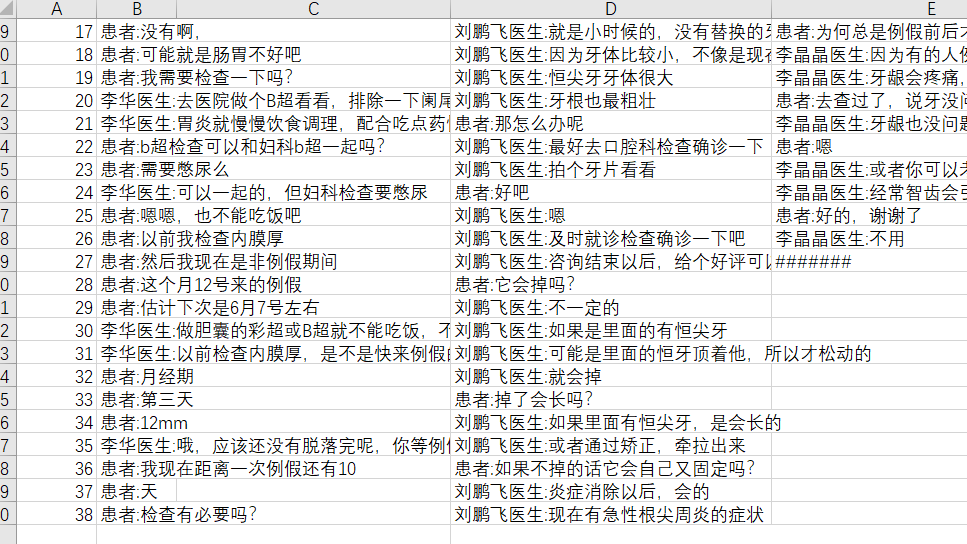 A B C D E
9 17 患者:没有啊， 刘鹏飞医生:就是小时候的，没有替换的 患者:为何总是例假前后
0 18 患者:可能就是肠胃不好吧 刘鹏飞医生:因为牙体比较小，不像是现 李晶晶医生:因为有的人
1 19 患者:我需要检查一下吗? 刘鹏飞医生:恒尖牙牙体很大 李晶晶医生:牙龈会疼痛，
2 20 李华医生:去医院做个B超看看，排除一下阑 刘鹏飞医生:牙根也最粗壮 患者:去查过了，说牙没
3 21 李华医生:胃炎就慢慢饮食调理，配合吃点药 患者:那怎么办呢 李晶晶医生:牙龈也没问
4 22 患者:b超检查可以和妇科b超一起吗? 刘鹏飞医生:最好去口腔科检查确诊一下 患者:嗯
5 23 患者:需要憋尿么 刘鹏飞医生:拍个牙片看看 李晶晶医生:或者你可以
6 24 李华医生:可以一起的，但妇科检查要憋尿 患者:好吧 李晶晶医生:经常智齿会
7 25 患者:嗯嗯，也不能吃饭吧 刘鹏飞医生:嗯 患者:好的，谢谢了
8 26 患者:以前我检查内膜厚 刘鹏飞医生:及时就诊检查确诊一下吧 李晶晶医生:不用
9 27 患者:然后我现在是非例假期间 刘鹏飞医生:咨询结束以后，给个好评可 #######
0 28 患者:这个月12号来的例假 患者:它会掉吗?
1 29 患者:估计下次是6月7号左右 刘鹏飞医生:不一定的
2 30 李华医生:做胆囊的彩超或B超就不能吃饭，不 刘鹏飞医生:如果是里面的有恒尖牙
3 31 李华医生:以前检查内膜厚，是不是快来例假 刘鹏飞医生:可能是里面的恒牙顶着他，所以才松动的
4 32 患者:月经期 刘鹏飞医生:就会掉
5 33 患者:第三天 患者:掉了会长吗?
6 34 患者:12mm 刘鹏飞医生:如果里面有恒尖牙，是会长的
7 35 李华医生:哦，应该还没有脱落完呢，你等例 刘鹏飞医生:或者通过矫正，牵拉出来
8 36 患者:我现在距离一次例假还有10 患者:如果不掉的话它会自己又固定吗?
9 37 患者:天 刘鹏飞医生:炎症消除以后，会的
0 38 患者:检查有必要吗? 刘鹏飞医生:现在有急性根尖周炎的症状